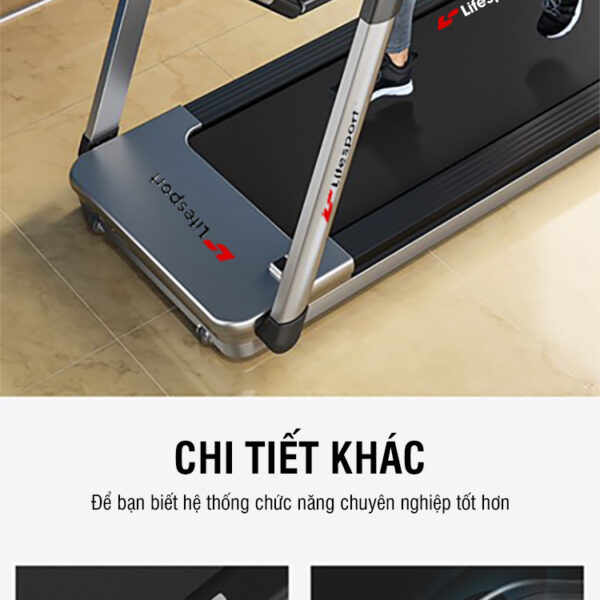 Lifesport
Lifesport
Lifesport
CHI TIẾT KHÁC
Để bạn biết hệ thống chức năng chuyên nghiệp tốt hơn